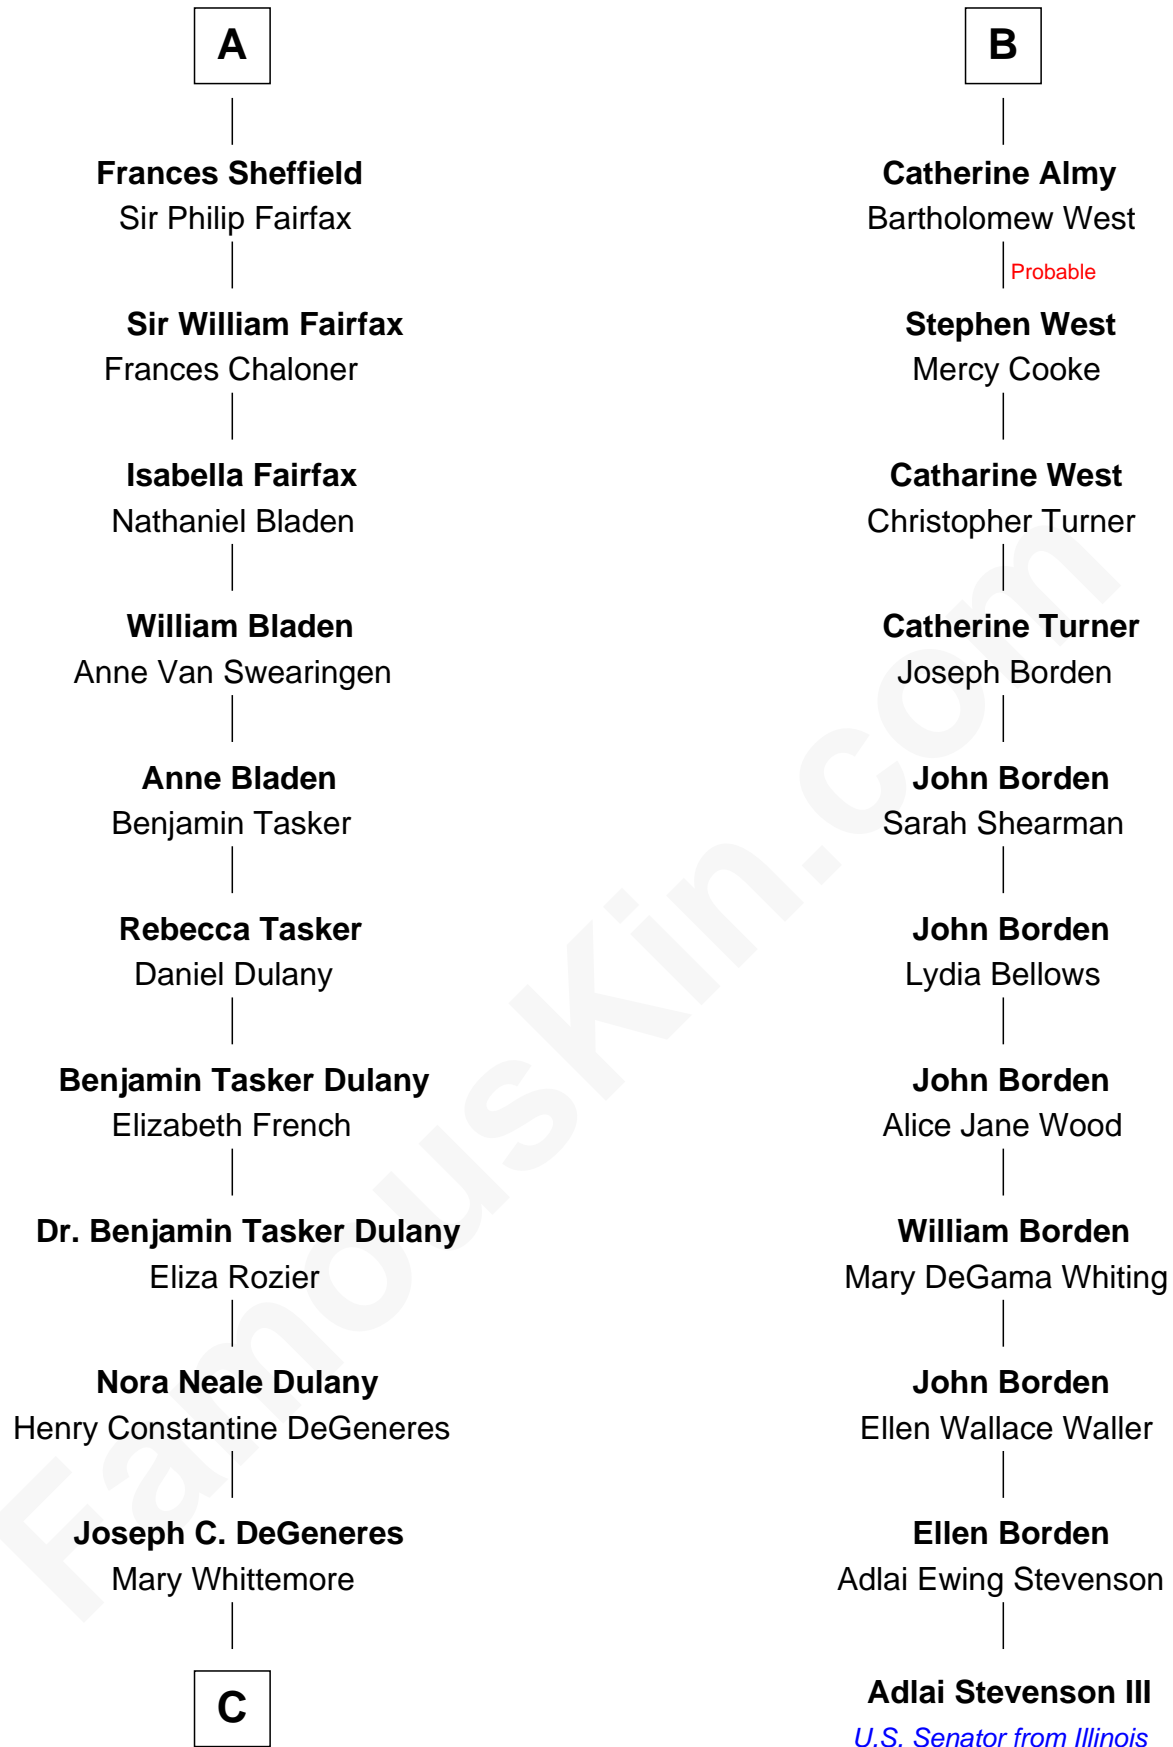 A
Frances Sheffield
Sir Philip Fairfax
Sir William Fairfax
Frances Chaloner
Isabella Fairfax
Nathaniel Bladen
William Bladen
Anne Van Swearingen
Anne Bladen
Benjamin Tasker
Rebecca Tasker
Daniel Dulany
Benjamin Tasker Dulany
Elizabeth French
Dr. Benjamin Tasker Dulany
Eliza Rozier
Nora Neale Dulany
Henry Constantine DeGeneres
Joseph C. DeGeneres
Mary Whittemore
C
B
Catherine Almy
Bartholomew West
Probable
Stephen West
Mercy Cooke
Catharine West
Christopher Turner
Catherine Turner
Joseph Borden
John Borden
Sarah Shearman
John Borden
Lydia Bellows
John Borden
Alice Jane Wood
William Borden
Mary DeGama Whiting
John Borden
Ellen Wallace Waller
Ellen Borden
Adlai Ewing Stevenson
Adlai Stevenson III
U.S. Senator from Illinois
FamousKin.com